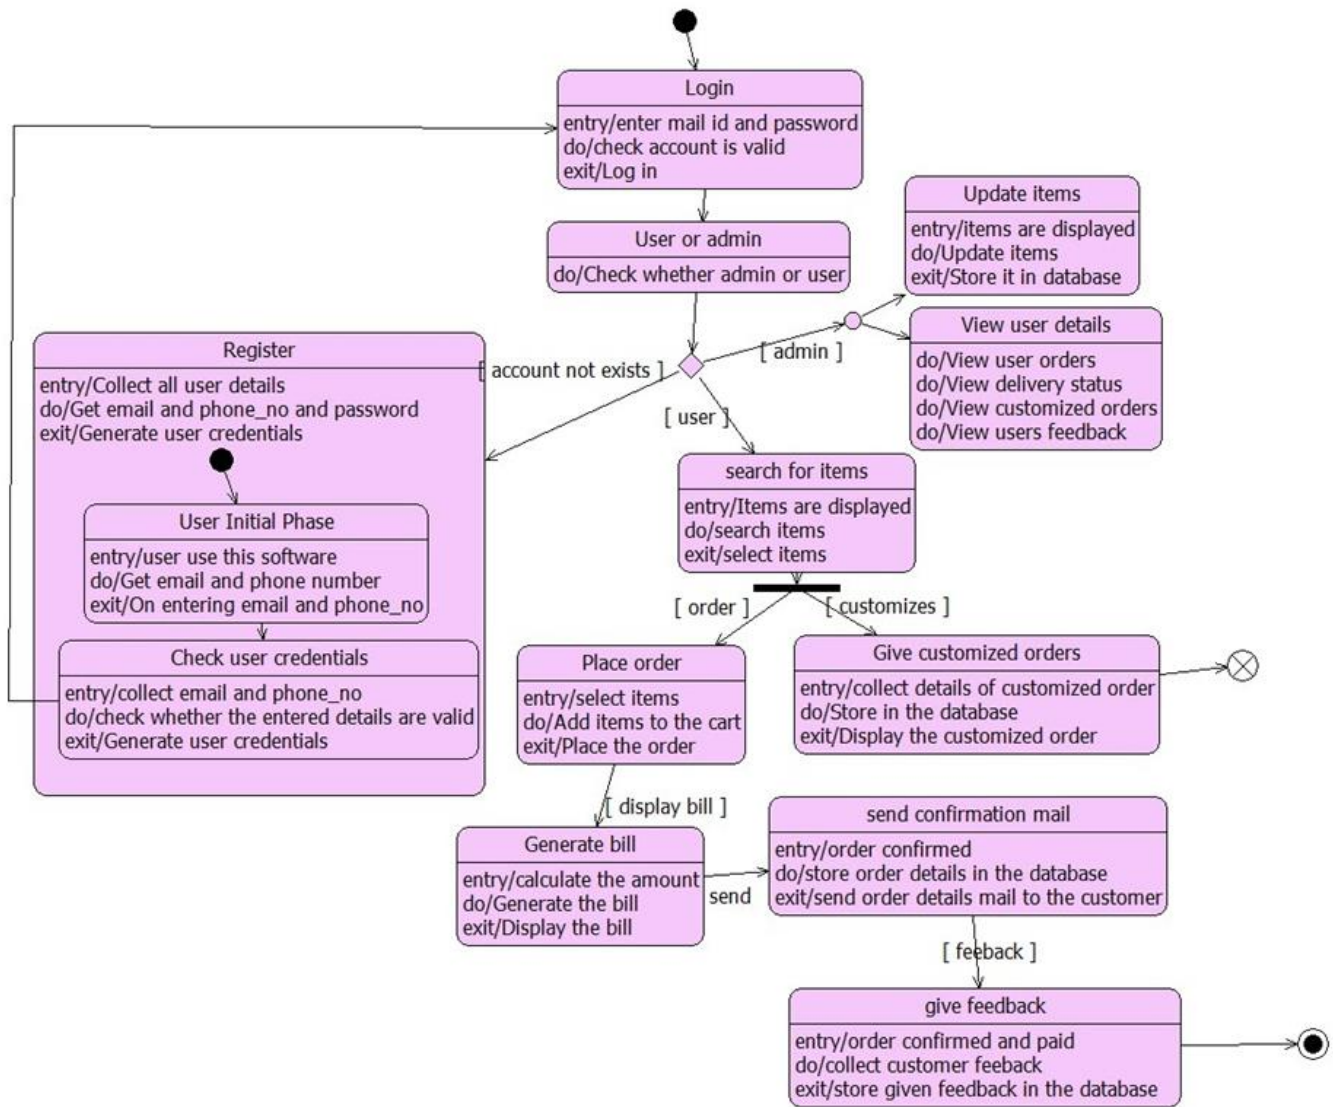 Login
entry/enter mail id and password
do/check account is valid
exit/Log in
User or admin
do/Check whether admin or user
Update items
entry/items are displayed
do/Update items
exit/Store it in database
[ admin ]
View user details
do/View user orders
do/View delivery status
do/View customized orders
do/View users feedback
[ account not exists ]
[ user ]
Register
entry/Collect all user details
do/Get email and phone_no and password
exit/Generate user credentials
User Initial Phase
entry/user use this software
do/Get email and phone number
exit/On entering email and phone_no
Check user credentials
entry/collect email and phone_no
do/check whether the entered details are valid
exit/Generate user credentials
search for items
entry/Items are displayed
do/search items
exit/select items
[ order ]
[ customizes ]
Place order
entry/select items
do/Add items to the cart
exit/Place the order
Give customized orders
entry/collect details of customized order
do/Store in the database
exit/Display the customized order
[ display bill ]
Generate bill
entry/calculate the amount
do/Generate the bill
exit/Display the bill
send
send confirmation mail
entry/order confirmed
do/store order details in the database
exit/send order details mail to the customer
[ feeback ]
give feedback
entry/order confirmed and paid
do/collect customer feeback
exit/store given feedback in the database